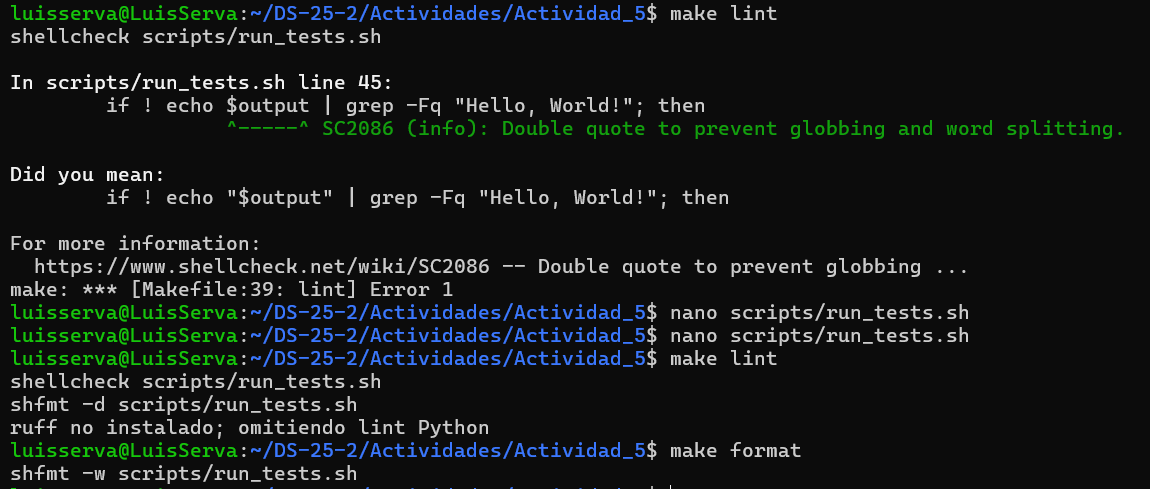 luisserva@LuisServa:~/DS-25-2/Actividades/Actividad_5$ make lint
shellcheck scripts/run_tests.sh
In scripts/run_tests.sh line 45:
        if ! echo $output | grep -Fq "Hello, World!"; then
                  ^-----^ SC2086 (info): Double quote to prevent globbing and word splitting.
Did you mean:
        if ! echo "$output" | grep -Fq "Hello, World!"; then
For more information:
  https://www.shellcheck.net/wiki/SC2086 -- Double quote to prevent globbing ...
make: *** [Makefile:39: lint] Error 1
luisserva@LuisServa:~/DS-25-2/Actividades/Actividad_5$ nano scripts/run_tests.sh
luisserva@LuisServa:~/DS-25-2/Actividades/Actividad_5$ nano scripts/run_tests.sh
luisserva@LuisServa:~/DS-25-2/Actividades/Actividad_5$ make lint
shellcheck scripts/run_tests.sh
shfmt -d scripts/run_tests.sh
ruff no instalado; omitiendo lint Python
luisserva@LuisServa:~/DS-25-2/Actividades/Actividad_5$ make format
shfmt -w scripts/run_tests.sh